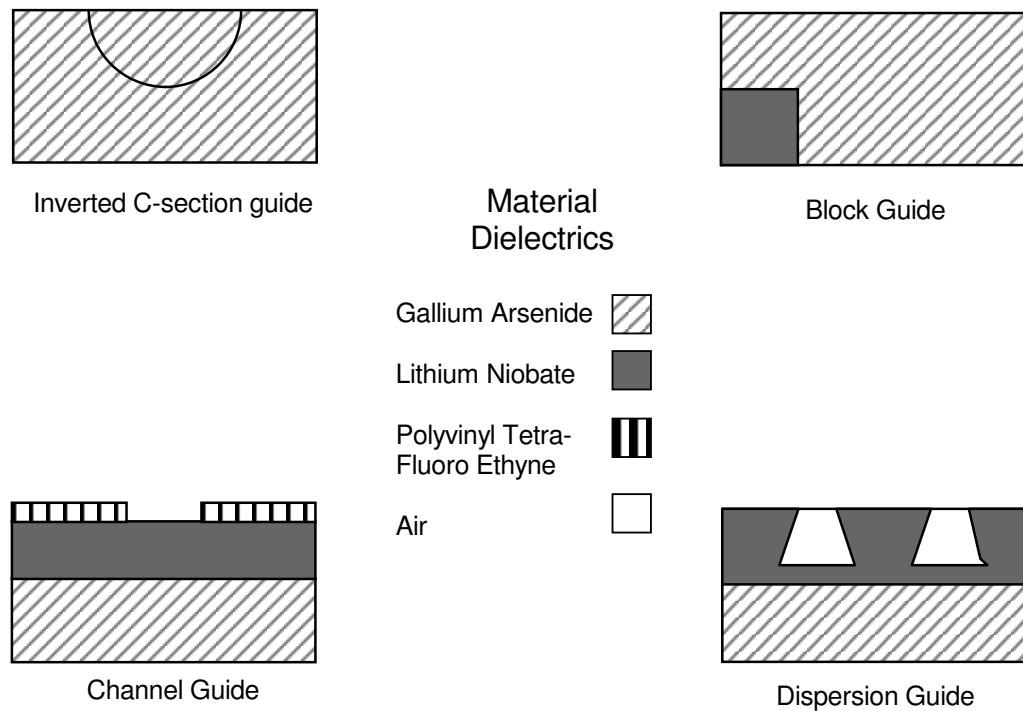 Inverted C-section guide
Block Guide
Material
Dielectrics
Gallium Arsenide
Lithium Niobate
Polyvinyl Tetra-
Fluoro Ethyne
Air
Channel Guide
Dispersion Guide